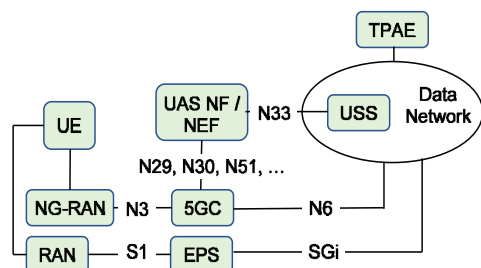 TPAE
UAS NF /
NEF
N33
USS
Data
Network
UE
N29, N30, N51, ...
NG-RAN
N3
5GC
N6
RAN
S1
EPS
SGi